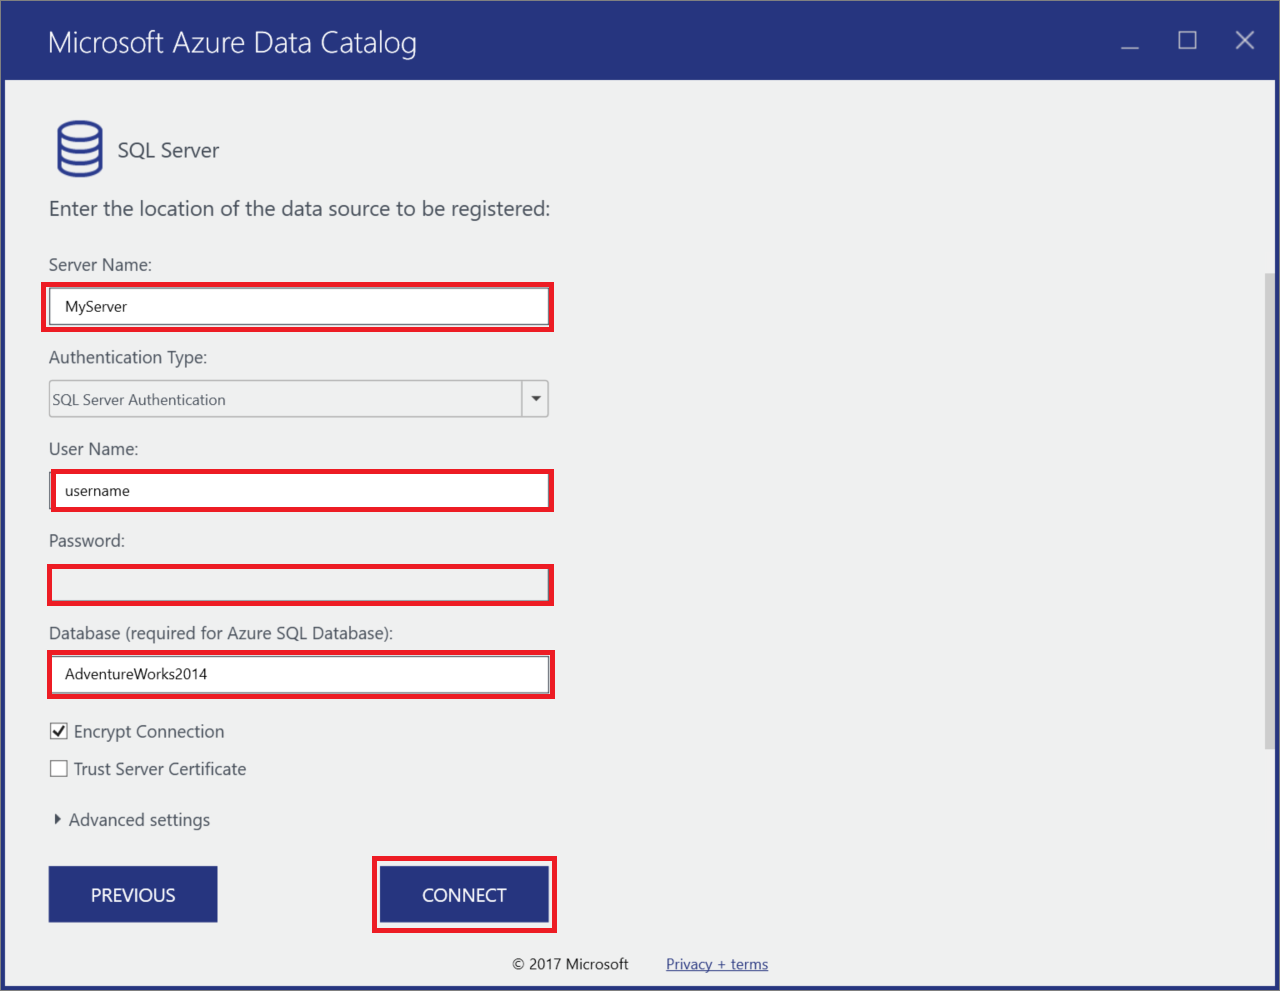 Microsoft Azure Data Catalog
SQL Server
Enter the location of the data source to be registered:
Server Name:
MyServer
Authentication Type:
SQL Server Authentication
User Name:
username
Password:
Database (required for Azure SQL Database):
AdventureWorks2014
Encrypt Connection
Trust Server Certificate
Advanced settings
PREVIOUS
CONNECT
© 2017 Microsoft
Privacy + terms